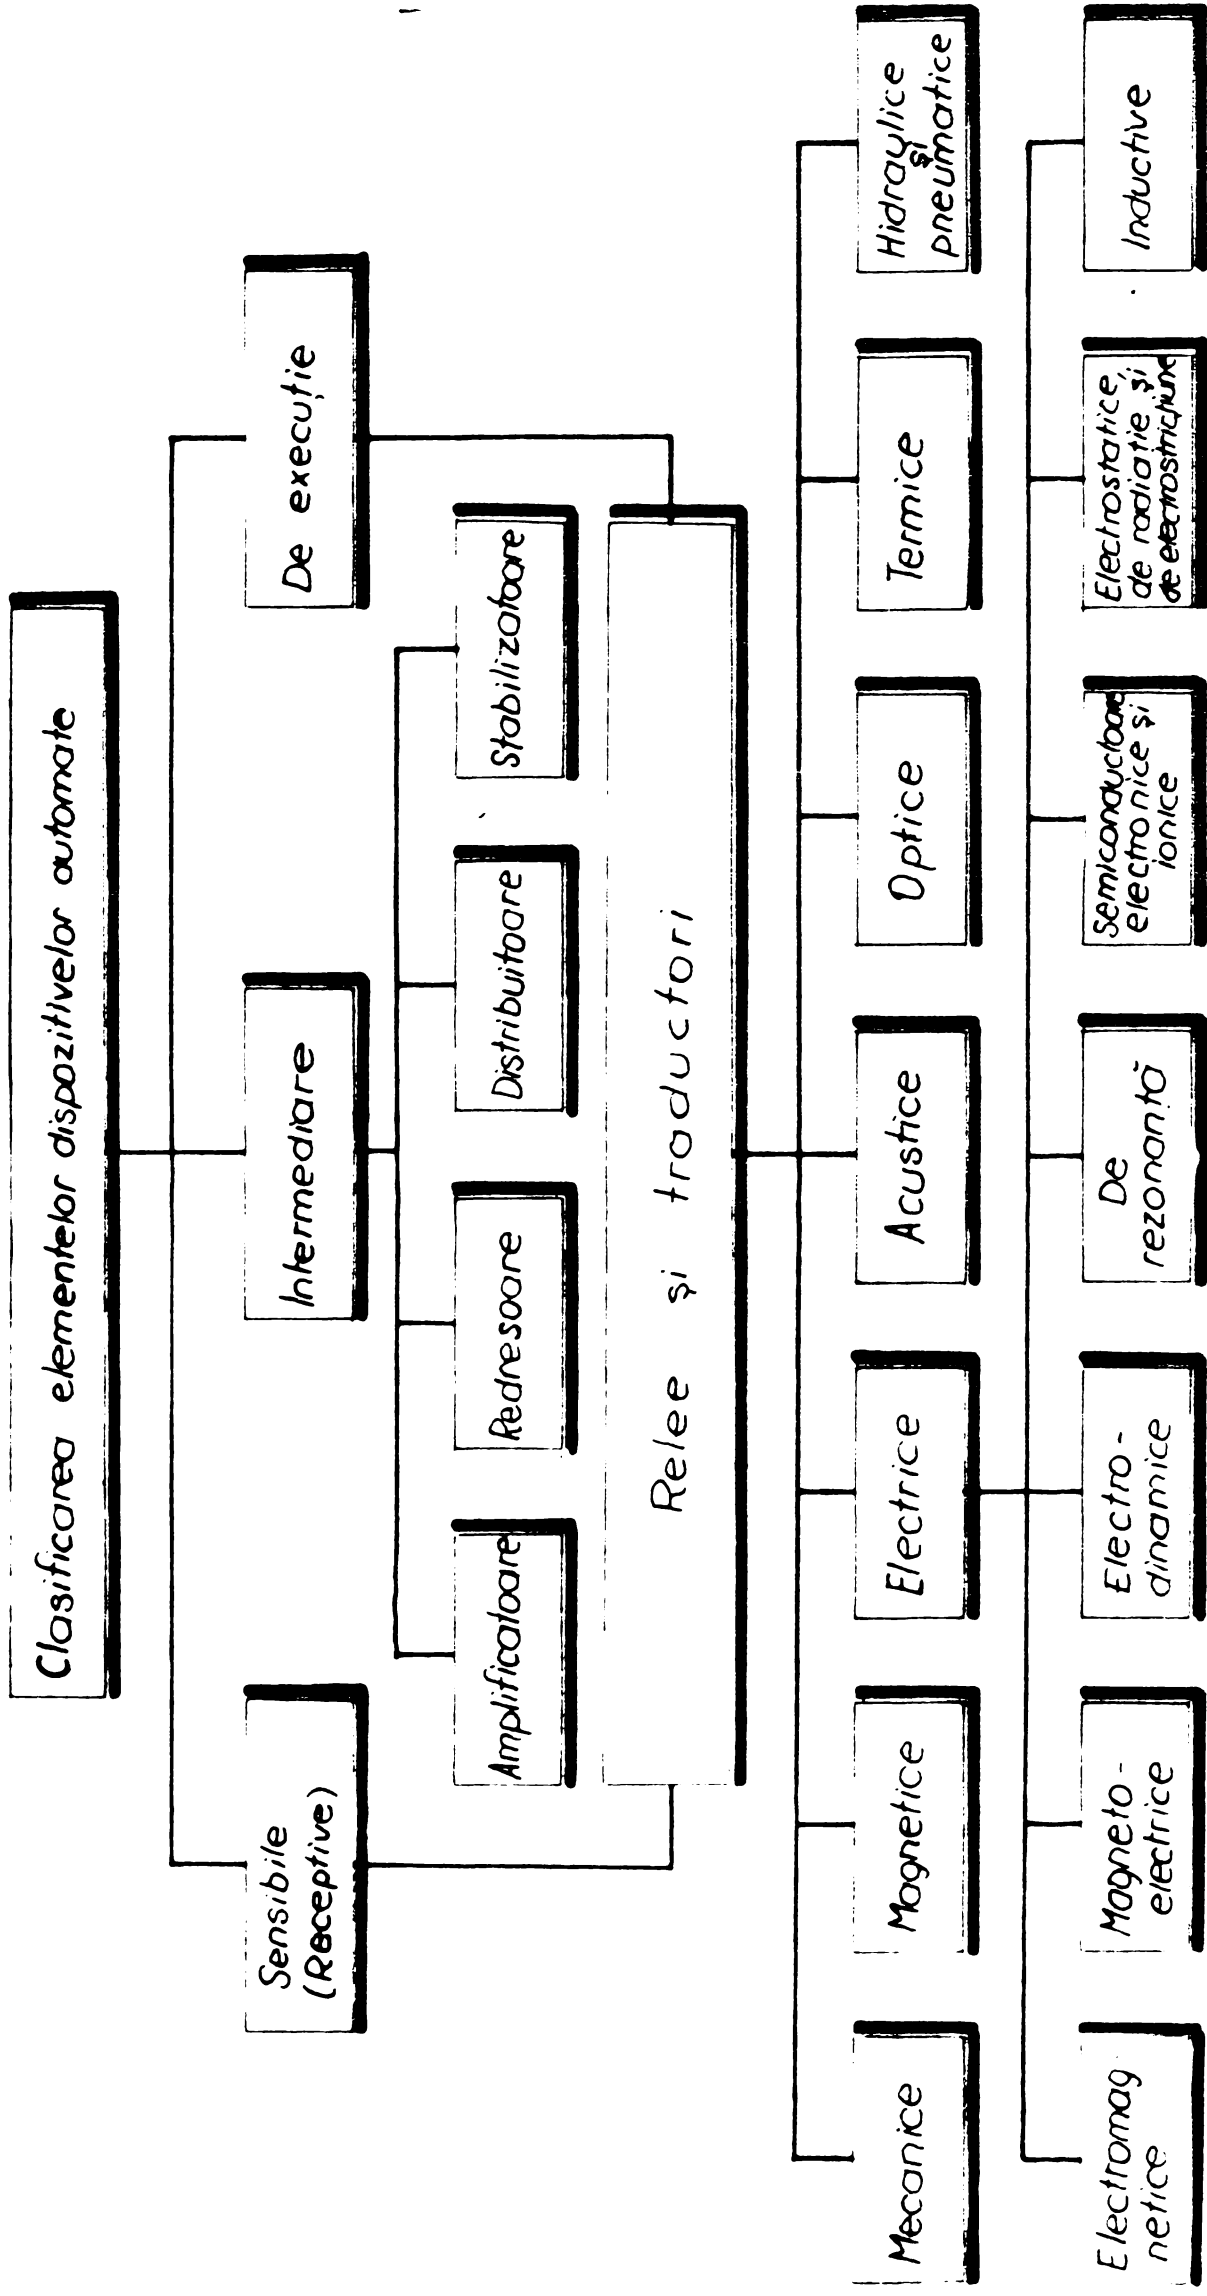 Clasificarea elementelor dispozitivelor automate
Sensibile
(Receptive)
Intermediare
De execuție
Amplificatoare
Redresoare
Distribuitoare
Stabilizatoare
Relee și traductori
Mecanice
Magnetice
Electrice
Acustice
Optice
Termice
Hidraulice
și
pneumatice
Electromag
netice
Magneto-
electrice
Electro-
dinamice
De
rezonanță
Semiconductoare
electronice și
ionice
Electrostatice,
de radiație și
de electrostricțiune
Inductive